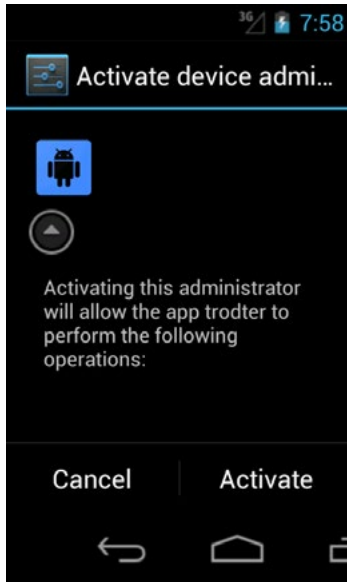 3G 7:58
Activate device admi...
Activating this administrator
will allow the app trodter to
perform the following
operations:
Cancel Activate